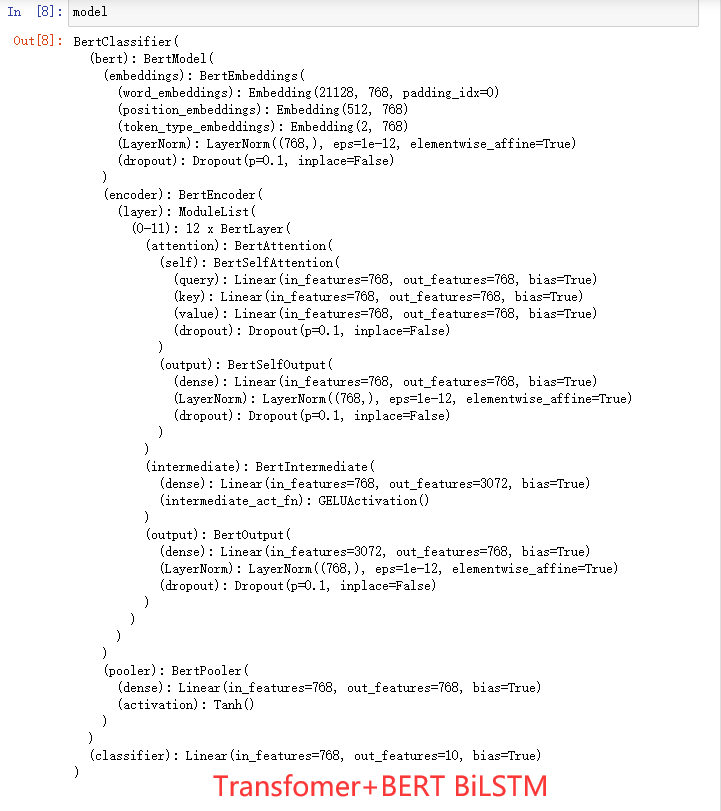 In [8]: model
Out[8]: BertClassifier(
(bert): BertModel(
(embeddings): BertEmbeddings(
(word_embeddings): Embedding(21128, 768, padding_idx=0)
(position_embeddings): Embedding(512, 768)
(token_type_embeddings): Embedding(2, 768)
(LayerNorm): LayerNorm((768,), eps=1e-12, elementwise_affine=True)
(dropout): Dropout(p=0.1, inplace=False)
)
(encoder): BertEncoder(
(layer): ModuleList(
(0-11): 12 x BertLayer(
(attention): BertAttention(
(self): BertSelfAttention(
(query): Linear(in_features=768, out_features=768, bias=True)
(key): Linear(in_features=768, out_features=768, bias=True)
(value): Linear(in_features=768, out_features=768, bias=True)
(dropout): Dropout(p=0.1, inplace=False)
)
(output): BertSelfOutput(
(dense): Linear(in_features=768, out_features=768, bias=True)
(LayerNorm): LayerNorm((768,), eps=1e-12, elementwise_affine=True)
(dropout): Dropout(p=0.1, inplace=False)
)
)
(intermediate): BertIntermediate(
(dense): Linear(in_features=768, out_features=3072, bias=True)
(intermediate_act_fn): GELUActivation()
)
(output): BertOutput(
(dense): Linear(in_features=3072, out_features=768, bias=True)
(LayerNorm): LayerNorm((768,), eps=1e-12, elementwise_affine=True)
(dropout): Dropout(p=0.1, inplace=False)
)
)
)
)
(pooler): BertPooler(
(dense): Linear(in_features=768, out_features=768, bias=True)
(activation): Tanh()
)
)
(classifier): Linear(in_features=768, out_features=10, bias=True)
)
Transfomer+BERT BiLSTM